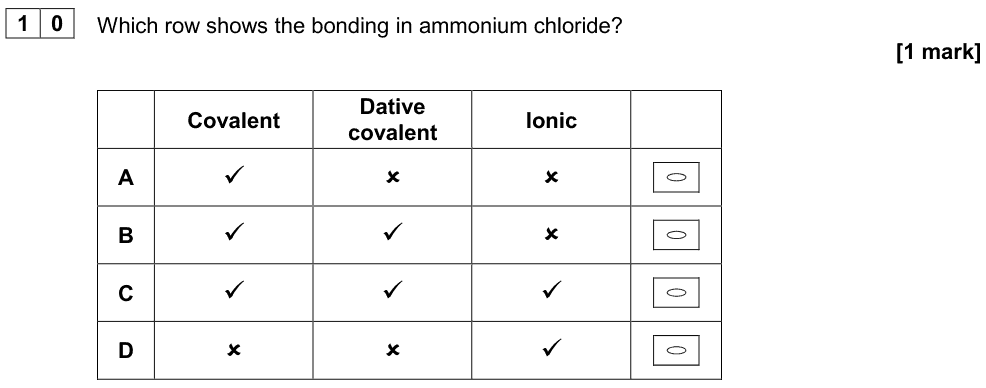 1 0 Which row shows the bonding in ammonium chloride?
[1 mark]
Covalent Dative covalent Ionic
A ✓ ✗ ✗
B ✓ ✓ ✗
C ✓ ✓ ✓
D ✗ ✗ ✓